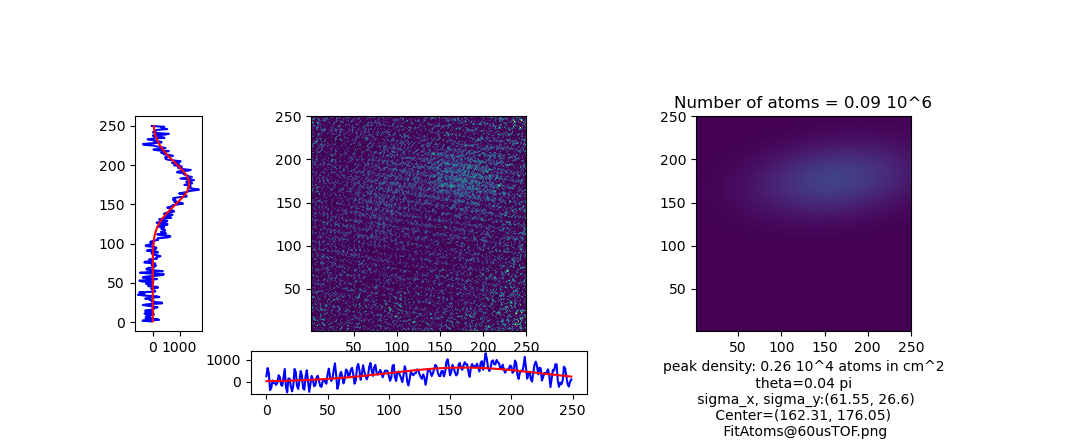 Number of atoms = 0.09 10^6
250
200
150
100
50
0
0 1000
250
200
150
100
50
50 100 150 200 250
250
200
150
100
50
50 100 150 200 250
1000
0
0 50 100 150 200 250
peak density: 0.26 10^4 atoms in cm^2
theta=0.04 pi
sigma_x, sigma_y:(61.55, 26.6)
Center=(162.31, 176.05)
FitAtoms@60usTOF.png